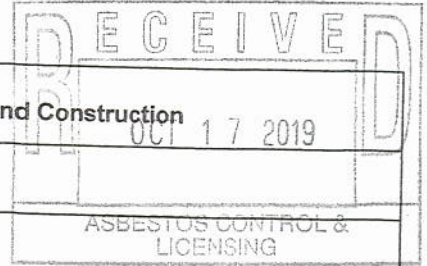 RECEIVED
nd Construction
OCT 17 2019
ASBESTOS CONTROL &
LICENSING